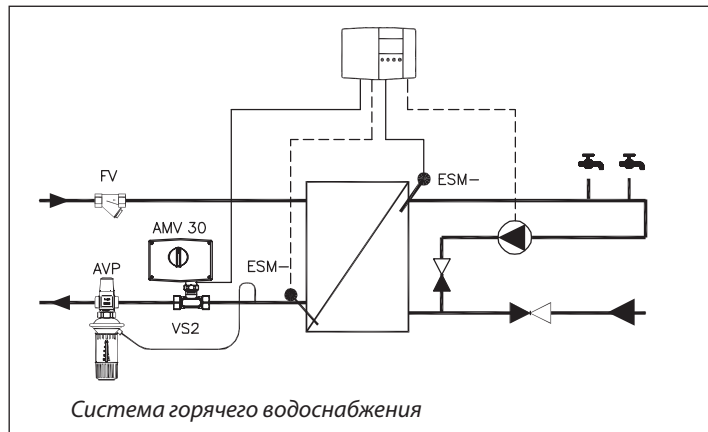 ESM-
FV
AMV 30
AVP
ESM-
VS2
Система горячего водоснабжения